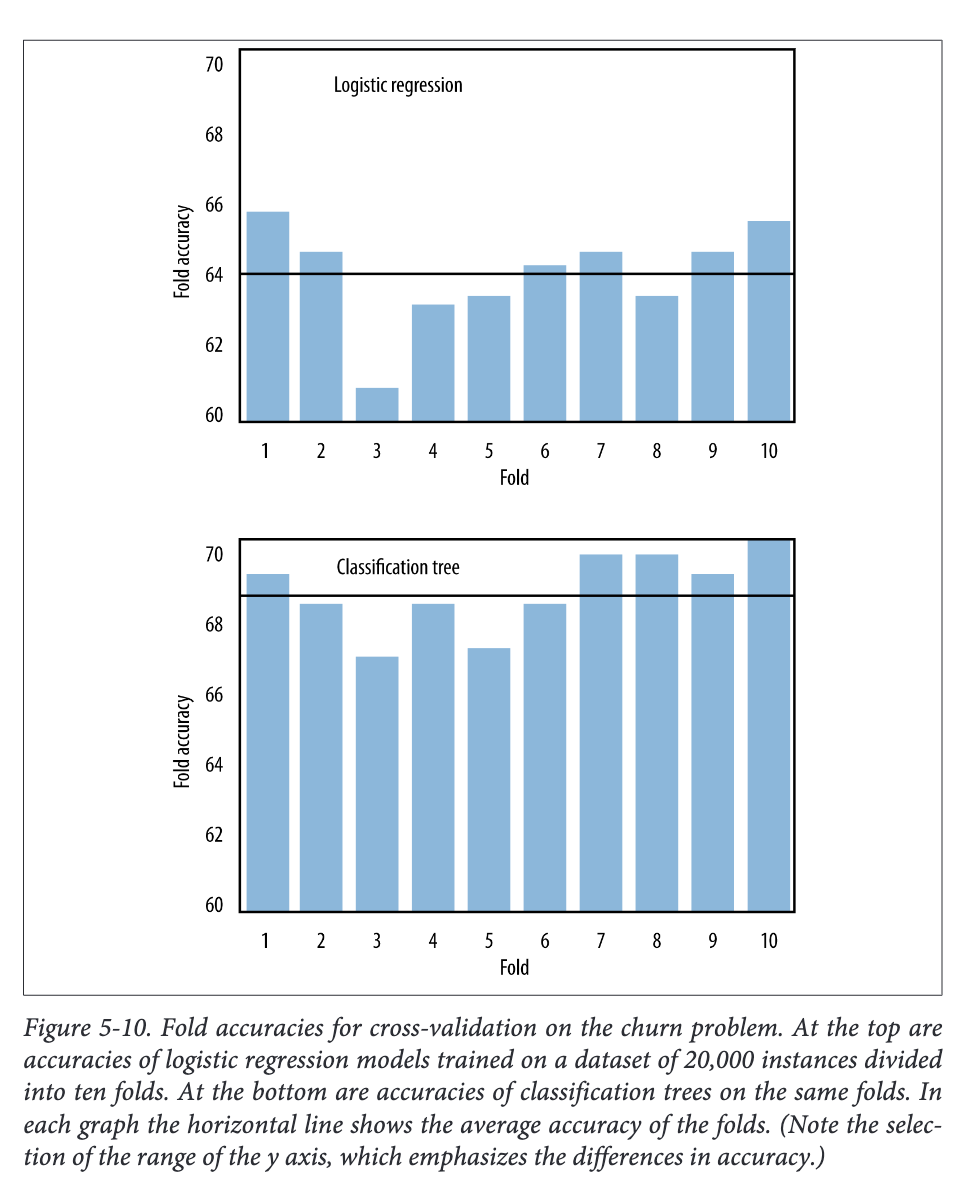 70
Logistic regression
68
66
64
62
60
Fold accuracy
1 2 3 4 5 6 7 8 9 10
Fold
70
Classification tree
68
66
64
62
60
Fold accuracy
1 2 3 4 5 6 7 8 9 10
Fold
Figure 5-10. Fold accuracies for cross-validation on the churn problem. At the top are
accuracies of logistic regression models trained on a dataset of 20,000 instances divided
into ten folds. At the bottom are accuracies of classification trees on the same folds. In
each graph the horizontal line shows the average accuracy of the folds. (Note the selec-
tion of the range of the y axis, which emphasizes the differences in accuracy.)